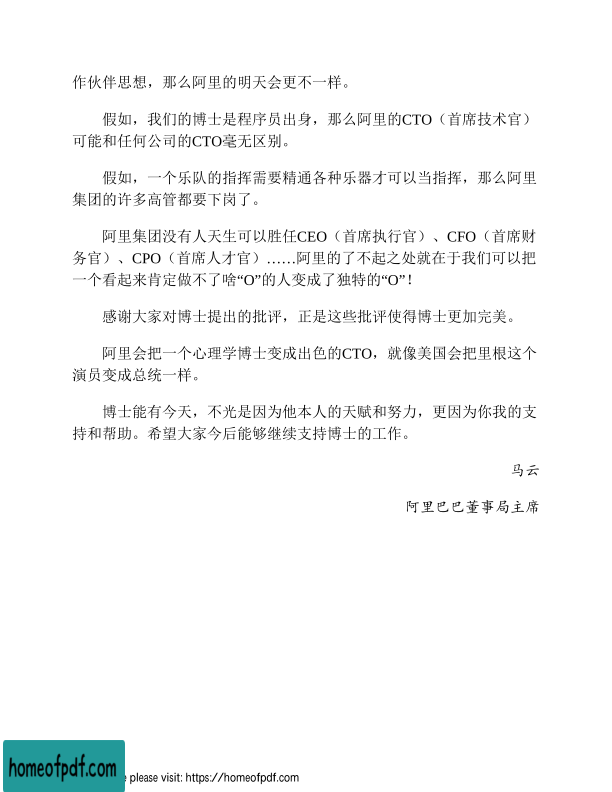 作伙伴思想，那么阿里的明天会更不一样。
假如，我们的博士是程序员出身，那么阿里的CTO（首席技术官）
可能和任何公司的CTO毫无区别。
假如，一个乐队的指挥需要精通各种乐器才可以当指挥，那么阿里
集团的许多高管都要下岗了。
阿里集团没有人天生可以胜任CEO（首席执行官）、CFO（首席财
务官）、CPO（首席人才官）……阿里的了不起之处就在于我们可以把
一个看起来肯定做不了啥“O”的人变成了独特的“O”！
感谢大家对博士提出的批评，正是这些批评使得博士更加完美。
阿里会把一个心理学博士变成出色的CTO，就像美国会把里根这个
演员变成总统一样。
博士能有今天，不光是因为他本人的天赋和努力，更因为你我的支
持和帮助。希望大家今后能够继续支持博士的工作。
马云
阿里巴巴董事局主席
homeofpdf.com
please visit: https://homeofpdf.com